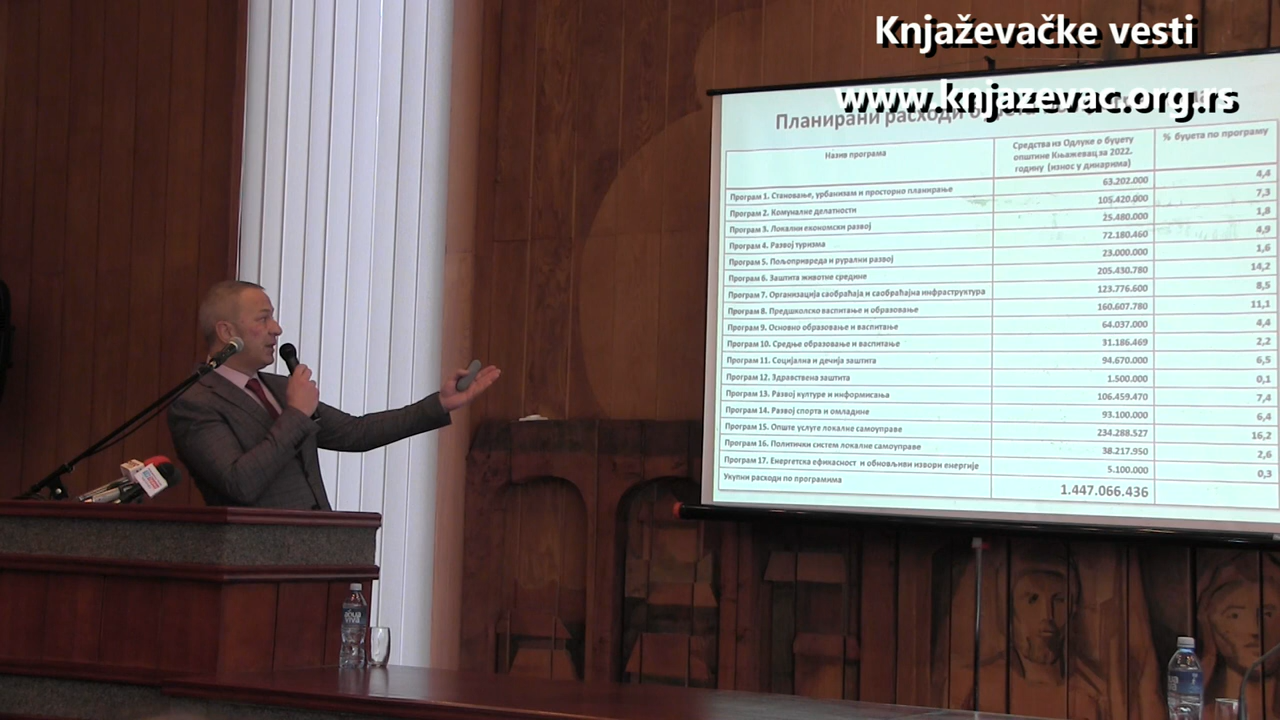 Knjaževačke vesti
www.knjazevac.org.rs
Планирани расходи
Назив програма
Средства из Одлуке о буџету
општине Књажевац за 2022.
годину (износ у динарима)
% буџета по програму
Програм 1. Становање, урбанизам и просторно планирање 63.202.000 4,4
Програм 2. Комуналне делатности 105.420.000 7,3
Програм 3. Локални економски развој 25.480.000 1,8
Програм 4. Развој туризма 72.180.460 4,9
Програм 5. Пољопривреда и рурални развој 23.000.000 1,6
Програм 6. Заштита животне средине 205.430.780 14,2
Програм 7. Организација саобраћаја и саобраћајна инфраструктура 123.776.600 8,5
Програм 8. Предшколско васпитање и образовање 160.607.780 11,1
Програм 9. Основно образовање и васпитање 64.037.000 4,4
Програм 10. Средње образовање и васпитање 31.186.469 2,2
Програм 11. Социјална и дечија заштита 94.670.000 6,5
Програм 12. Здравствена заштита 1.500.000 0,1
Програм 13. Развој културе и информисања 106.459.470 7,4
Програм 14. Развој спорта и омладине 93.100.000 6,4
Програм 15. Опште услуге локалне самоуправе 234.288.527 16,2
Програм 16. Политички систем локалне самоуправе 38.217.950 2,6
Програм 17. Енергетска ефикасност и обновљиви извори енергије 5.100.000 0,3
Укупни расходи по програмима 1.447.066.436
aqua
viva